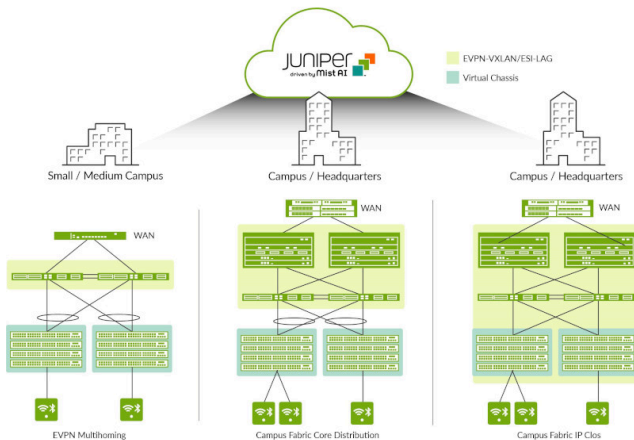 JUNIPER
driven by Mist AI
EVPN-VXLAN/ESI-LAG
Virtual Chassis
Small / Medium Campus
Campus / Headquarters
Campus / Headquarters
WAN
WAN
WAN
EVPN Multihoming
Campus Fabric Core Distribution
Campus Fabric IP Clos